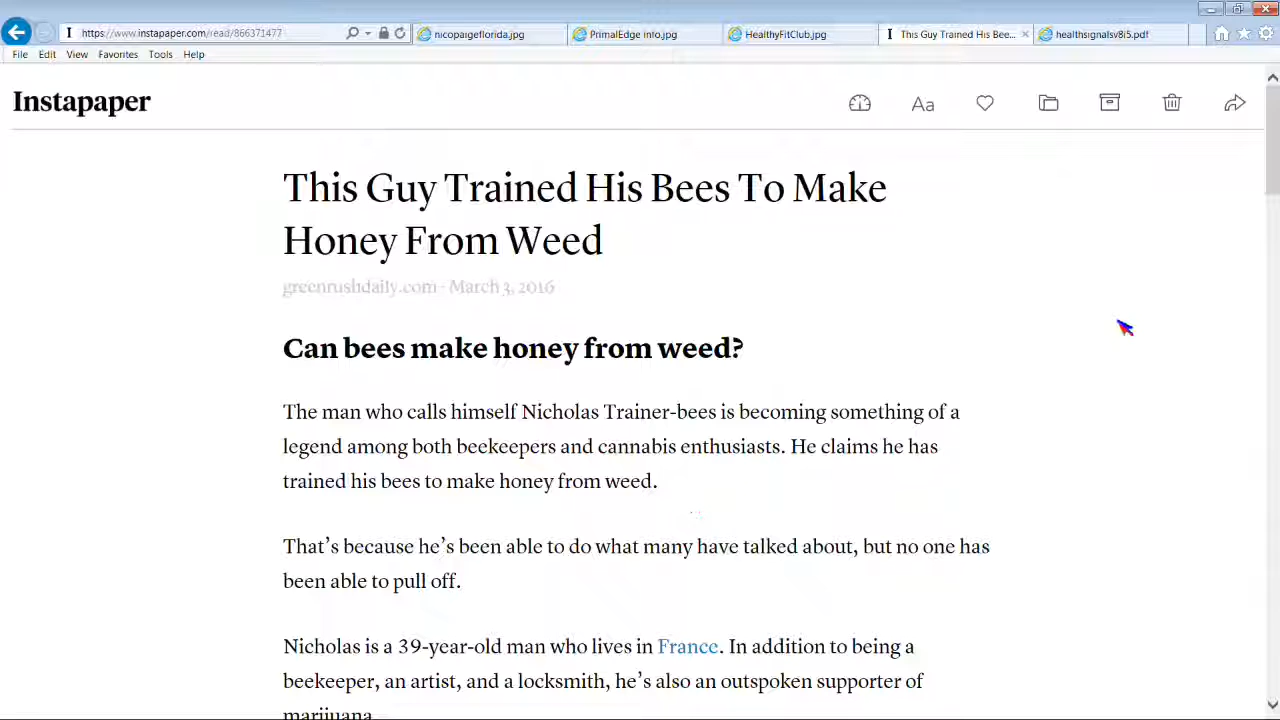 https://www.instapaper.com/read/866371477
nicopaigeflorida.jpg
PrimalEdge info.jpg
HealthyFitClub.jpg
This Guy Trained His Bee...
healthsignalsv8i5.pdf
File Edit View Favorites Tools Help
Instapaper
Aa
This Guy Trained His Bees To Make
Honey From Weed
greenrushdaily.com · March 3, 2016
Can bees make honey from weed?
The man who calls himself Nicholas Trainer-bees is becoming something of a
legend among both beekeepers and cannabis enthusiasts. He claims he has
trained his bees to make honey from weed.
That's because he's been able to do what many have talked about, but no one has
been able to pull off.
Nicholas is a 39-year-old man who lives in France. In addition to being a
beekeeper, an artist, and a locksmith, he's also an outspoken supporter of
marijuana.